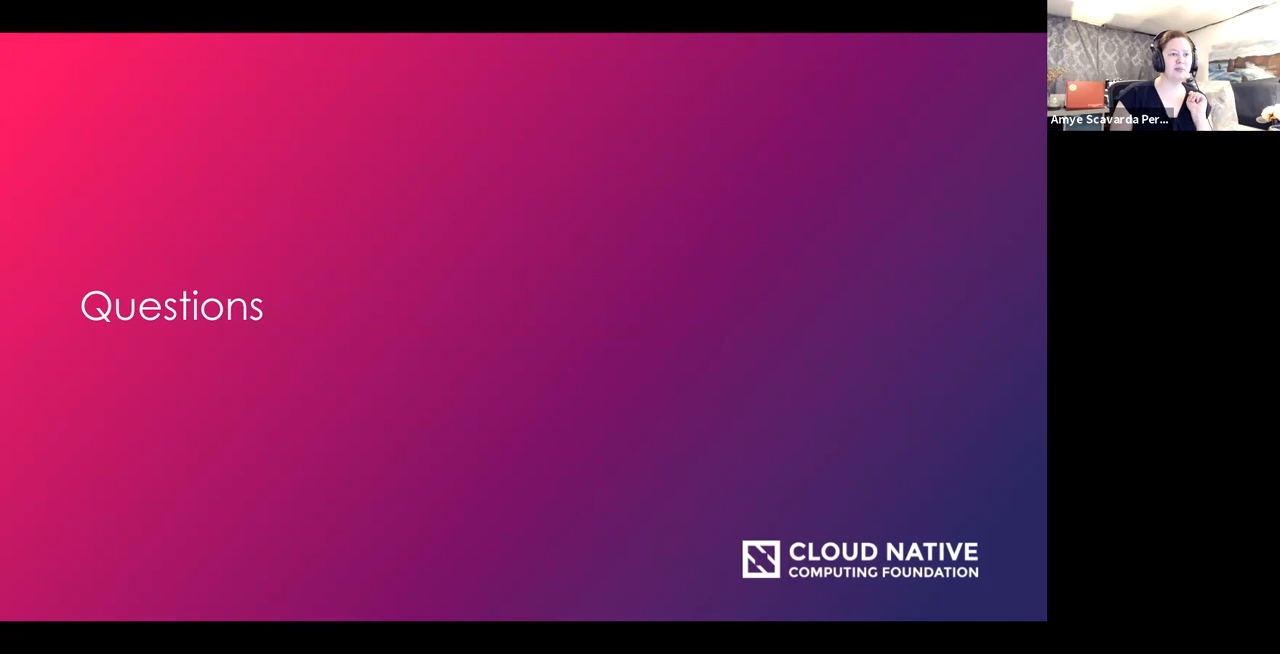 Amye Scavarda Per...
Questions
CLOUD NATIVE
COMPUTING FOUNDATION